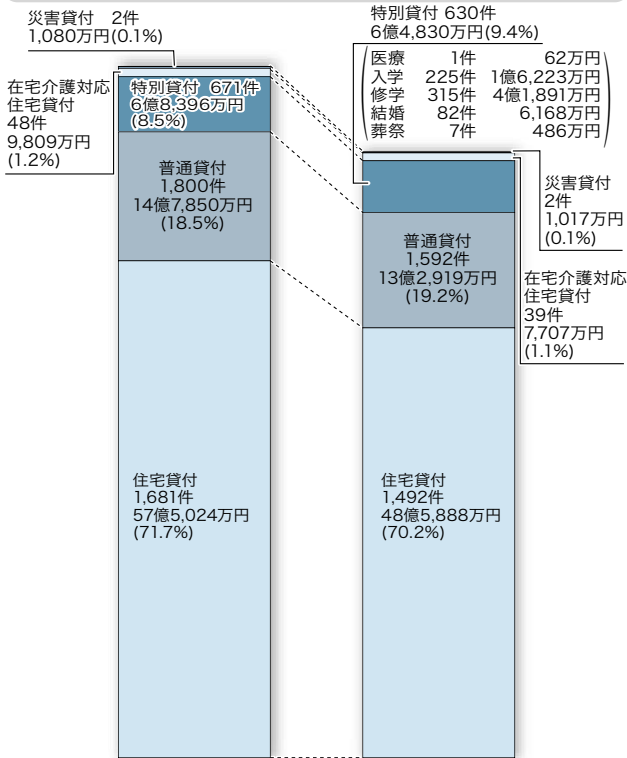 災害貸付 2件
1,080万円(0.1%)
在宅介護対応
住宅貸付
48件
9,809万円
(1.2%)
特別貸付 671件
6億8,396万円
(8.5%)
普通貸付
1,800件
14億7,850万円
(18.5%)
住宅貸付
1,681件
57億5,024万円
(71.7%)
特別貸付 630件
6億4,830万円(9.4%)
医療 1件 62万円
入学 225件 1億6,223万円
修学 315件 4億1,891万円
結婚 82件 6,168万円
葬祭 7件 486万円
災害貸付
2件
1,017万円
(0.1%)
在宅介護対応
住宅貸付
39件
7,707万円
(1.1%)
普通貸付
1,592件
13億2,919万円
(19.2%)
住宅貸付
1,492件
48億5,888万円
(70.2%)